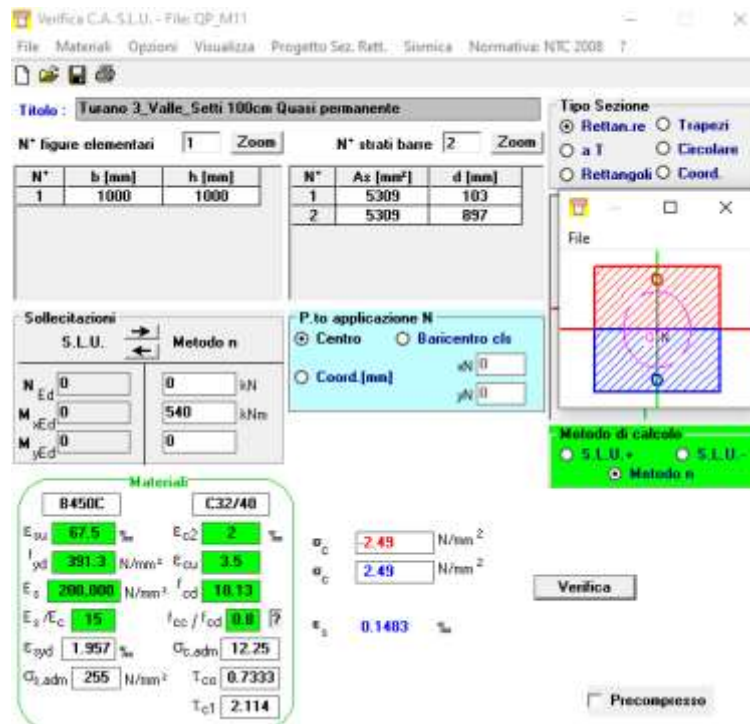 Verifica C.A. S.L.U. - File: QP_M11
File Materiali Opzioni Visualizza Progetto Sez. Rett. Sismica Normativa: NTC 2008 ?
Titolo : Turano 3_Valle_Setti 100cm Quasi permanente
N° figure elementari 1 Zoom
N° strati barre 2 Zoom
N° b [mm] h [mm]
1 1000 1000
N° As [mm²] d [mm]
1 5309 103
2 5309 897
Tipo Sezione
Rettan.re Trapezi
a T Circolare
Rettangoli Coord.
File
Sollecitazioni
S.L.U. Metodo n
N Ed 0 0 kN
M xEd 0 540 kNm
M yEd 0 0
P.to applicazione N
Centro Baricentro cls
Coord.[mm]
xN 0
yN 0
Metodo di calcolo
S.L.U.+ S.L.U.-
Metodo n
Materiali
B450C C32/40
εsu 67.5 ‰ εc2 2 ‰
fyd 391.3 N/mm² εcu 3.5
Es 200.000 N/mm² fcd 18.13
Es/Ec 15 fcc / fcd 0.8 ?
εsyd 1.957 ‰ σc,adm 12.25
σs,adm 255 N/mm² τco 0.7333
τc1 2.114
σc -2.49 N/mm²
σc 2.49 N/mm²
εs 0.1483 ‰
Verifica
Precompresso